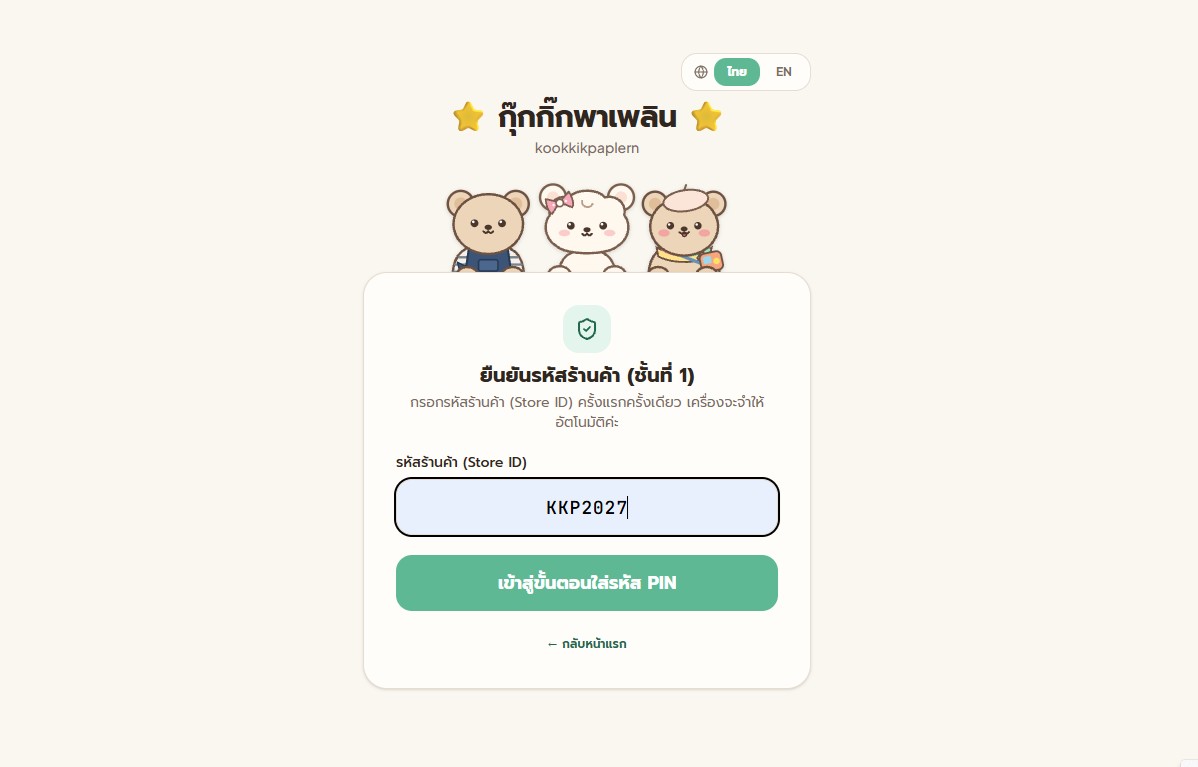 ไทย EN
กุ๊กกิ๊กพาเพลิน
kookkikpaplern
ยืนยันรหัสร้านค้า (ชั้นที่ 1)
กรอกรหัสร้านค้า (Store ID) ครั้งแรกครั้งเดียว เครื่องจะจำให้
อัตโนมัติค่ะ
รหัสร้านค้า (Store ID)
KKP2027
เข้าสู่ขั้นตอนใส่รหัส PIN
← กลับหน้าแรก